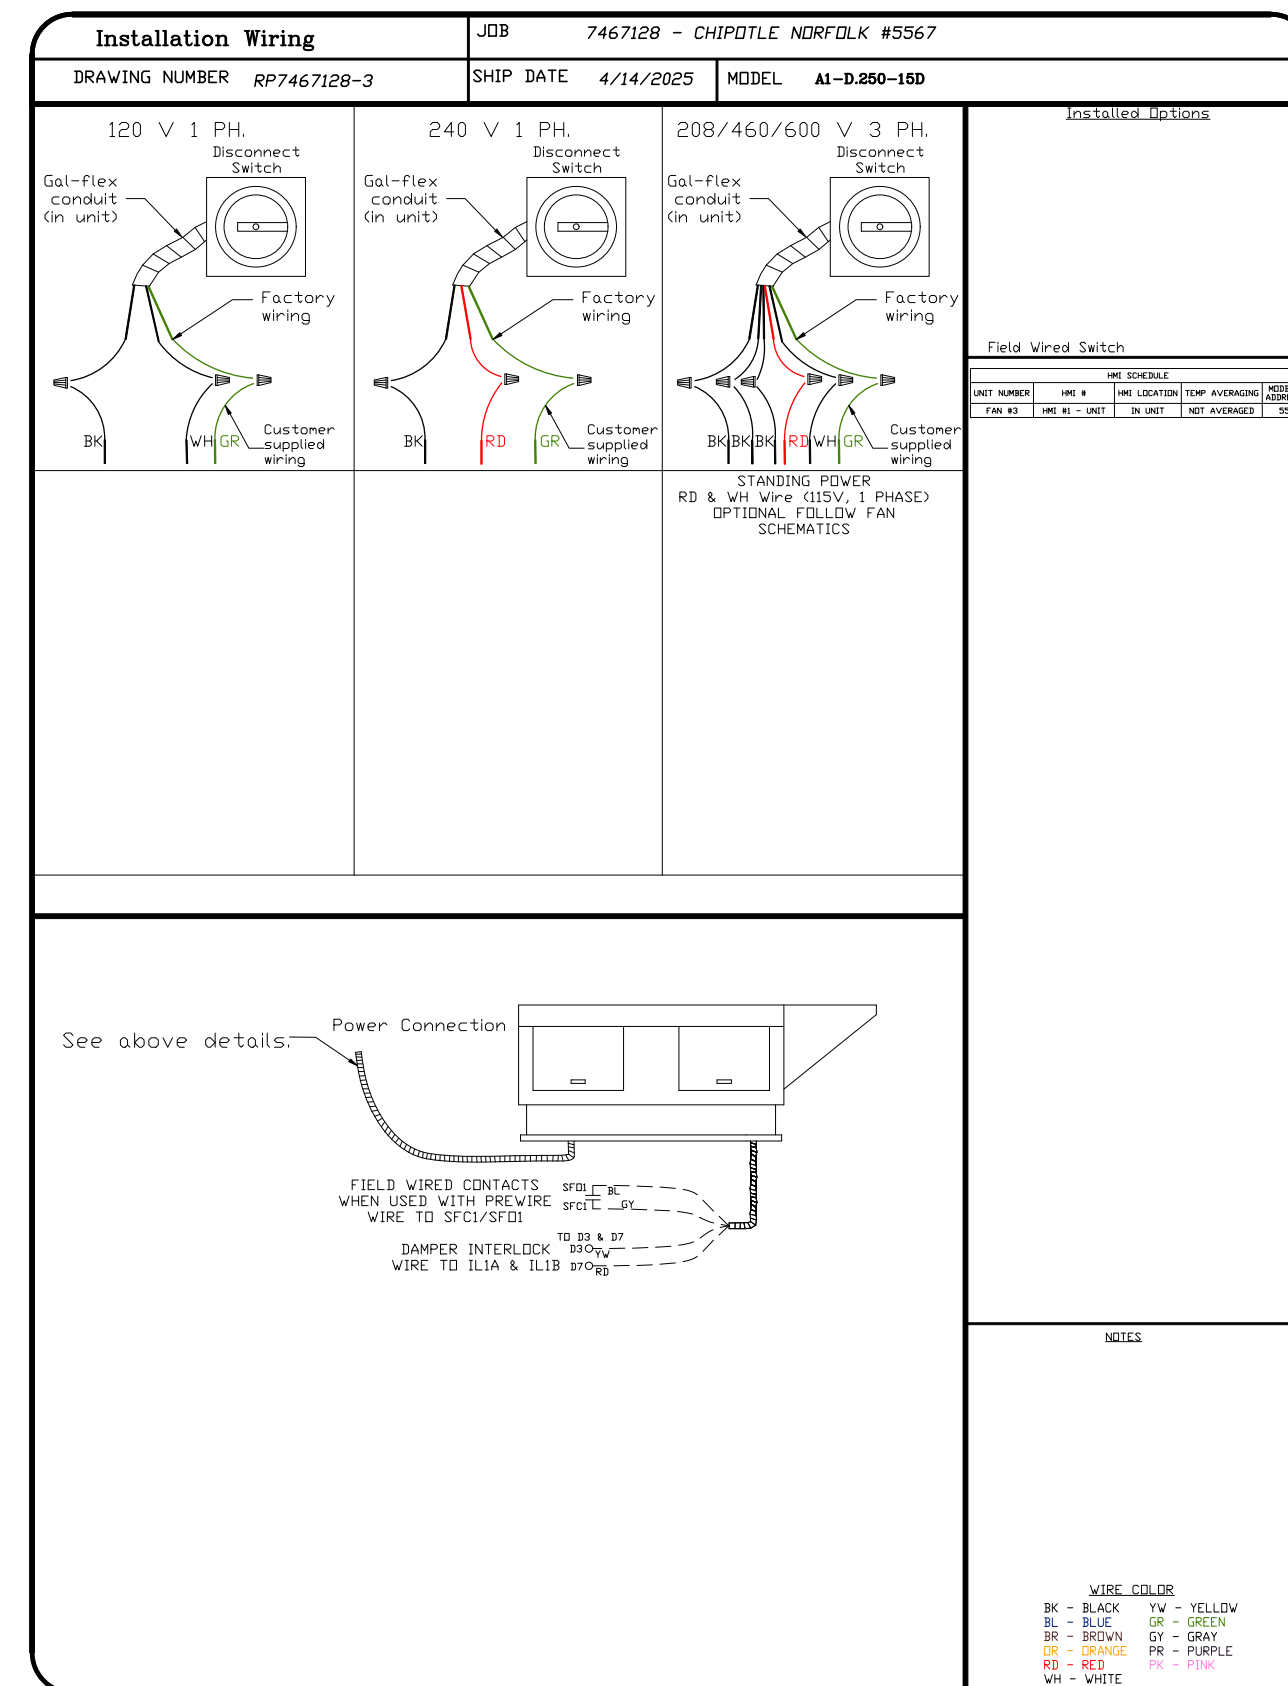 Installation Wiring
JOB 7467128 - CHIPOTLE NORFOLK #5567
DRAWING NUMBER RP7467128-3
SHIP DATE 4/14/2025
MODEL A1-D.250-15D
120 V 1 PH.
Disconnect
Switch
Gal-flex
conduit
(in unit)
Factory
wiring
BK WH GR
Customer
supplied
wiring
240 V 1 PH.
Disconnect
Switch
Gal-flex
conduit
(in unit)
Factory
wiring
BK RD GR
Customer
supplied
wiring
208/460/600 V 3 PH.
Disconnect
Switch
Gal-flex
conduit
(in unit)
Factory
wiring
BK BK BK RD WH GR
Customer
supplied
wiring
STANDING POWER
RD & WH Wire (115V, 1 PHASE)
OPTIONAL FOLLOW FAN
SCHEMATICS
Installed Options
Field Wired Switch
HMI SCHEDULE
UNIT NUMBER HMI # HMI LOCATION TEMP AVERAGING
FAN #3 HMI #1 - UNIT IN UNIT NOT AVERAGED 55
See above details.
Power Connection
FIELD WIRED CONTACTS
WHEN USED WITH PREWIRE
WIRE TO SFC1/SFO1
SFO1 BL
SFC1 GY
TO D3 & D7
DAMPER INTERLOCK D3 YW
WIRE TO IL1A & IL1B D7 RD
NOTES
WIRE COLOR
BK - BLACK YW - YELLOW
BL - BLUE GR - GREEN
BR - BROWN GY - GRAY
OR - ORANGE PR - PURPLE
RD - RED PK - PINK
WH - WHITE